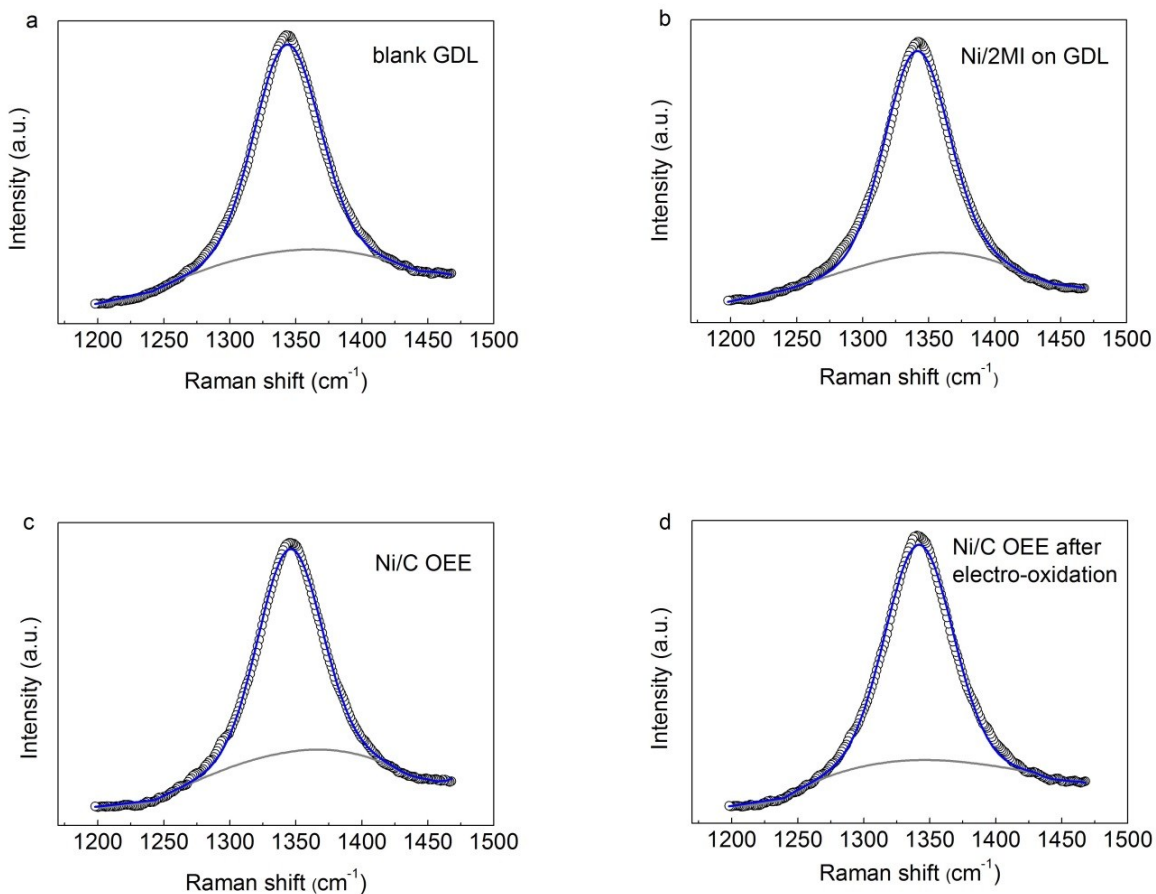 a
blank GDL
Intensity (a.u.)
1200 1250 1300 1350 1400 1450 1500
Raman shift (cm⁻¹)
b
Ni/2MI on GDL
Intensity (a.u.)
1200 1250 1300 1350 1400 1450 1500
Raman shift (cm⁻¹)
c
Ni/C OEE
Intensity (a.u.)
1200 1250 1300 1350 1400 1450 1500
Raman shift (cm⁻¹)
d
Ni/C OEE after
electro-oxidation
Intensity (a.u.)
1200 1250 1300 1350 1400 1450 1500
Raman shift (cm⁻¹)